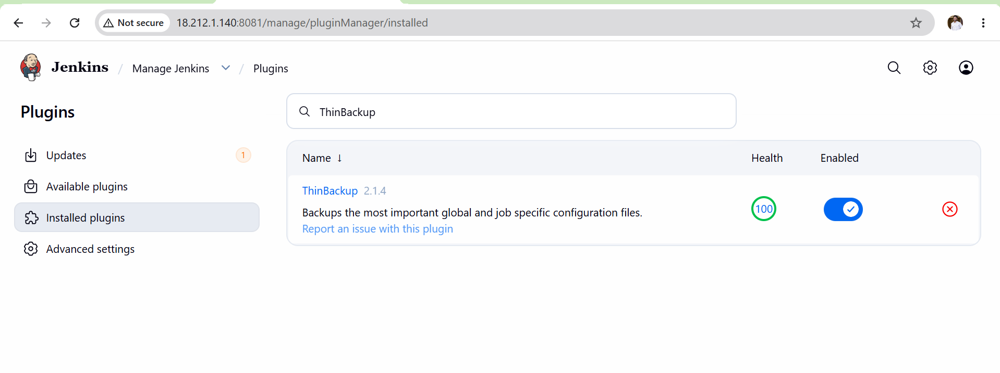 Not secure 18.212.1.140:8081/manage/pluginManager/installed
Jenkins / Manage Jenkins / Plugins
Plugins
ThinBackup
Updates 1
Available plugins
Installed plugins
Advanced settings
Name ↓ Health Enabled
ThinBackup 2.1.4
Backups the most important global and job specific configuration files.
Report an issue with this plugin
100